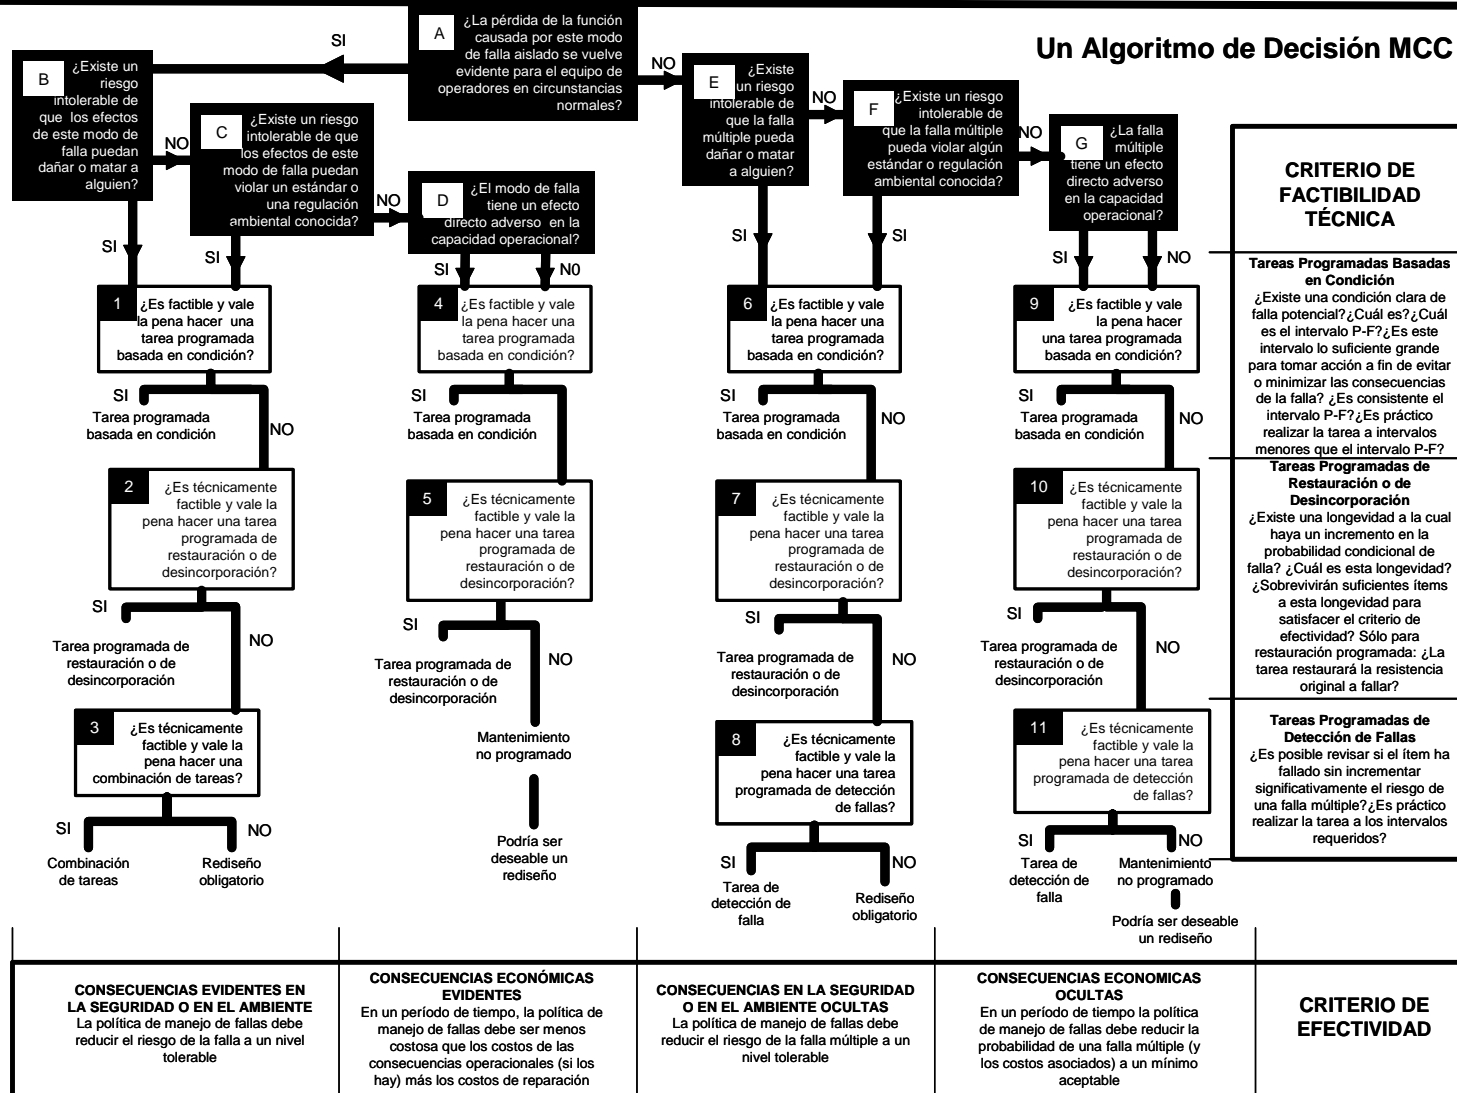 Un Algoritmo de Decisión MCC
A
¿La pérdida de la función
causada por este modo
de falla aislado se vuelve
evidente para el equipo de
operadores en circunstancias
normales?
SI
NO
B
¿Existe un
riesgo
intolerable de
que los efectos
de este modo de
falla puedan
dañar o matar a
alguien?
NO
SI
C
¿Existe un riesgo
intolerable de que
los efectos de este
modo de falla puedan
violar un estándar o
una regulación
ambiental conocida?
NO
SI
D
¿El modo de falla
tiene un efecto
directo adverso en la
capacidad operacional?
SI
N0
E
¿Existe
un riesgo
intolerable de
que la falla
múltiple pueda
dañar o matar
a alguien?
NO
SI
F
¿Existe un riesgo
intolerable de
que la falla múltiple
pueda violar algún
estándar o regulación
ambiental conocida?
NO
SI
G
¿La falla
múltiple
tiene un efecto
directo adverso
en la capacidad
operacional?
SI
NO
1
¿Es factible y vale
la pena hacer una
tarea programada
basada en condición?
SI
NO
Tarea programada
basada en condición
2
¿Es técnicamente
factible y vale la
pena hacer una tarea
programada de
restauración o de
desincorporación?
SI
NO
Tarea programada de
restauración o de
desincorporación
3
¿Es técnicamente
factible y vale la
pena hacer una
combinación de tareas?
SI
NO
Combinación
de tareas
Rediseño
obligatorio
4
¿Es factible y vale
la pena hacer una
tarea programada
basada en condición?
SI
NO
Tarea programada
basada en condición
5
¿Es técnicamente
factible y vale la
pena hacer una tarea
programada de
restauración o de
desincorporación?
SI
NO
Tarea programada de
restauración o de
desincorporación
Mantenimiento
no programado
Podría ser
deseable un
rediseño
6
¿Es factible y vale
la pena hacer una
tarea programada
basada en condición?
SI
NO
Tarea programada
basada en condición
7
¿Es técnicamente
factible y vale la
pena hacer una tarea
programada de
restauración o de
desincorporación?
SI
NO
Tarea programada de
restauración o de
desincorporación
8
¿Es técnicamente
factible y vale la
pena hacer una tarea
programada de detección
de fallas?
SI
NO
Tarea de
detección de
falla
Rediseño
obligatorio
9
¿Es factible y vale
la pena hacer
una tarea programada
basada en condición?
SI
NO
Tarea programada
basada en condición
10
¿Es técnicamente
factible y vale la
pena hacer una tarea
programada de
restauración o de
desincorporación?
SI
NO
Tarea programada de
restauración o de
desincorporación
11
¿Es técnicamente
factible y vale la
pena hacer una tarea
programada de detección
de fallas?
SI
NO
Tarea de
detección de
falla
Mantenimiento
no programado
Podría ser deseable
un rediseño
CRITERIO DE
FACTIBILIDAD
TÉCNICA
Tareas Programadas Basadas
en Condición
¿Existe una condición clara de
falla potencial?¿Cuál es?¿Cuál
es el intervalo P-F?¿Es este
intervalo lo suficiente grande
para tomar acción a fin de evitar
o minimizar las consecuencias
de la falla? ¿Es consistente el
intervalo P-F?¿Es práctico
realizar la tarea a intervalos
menores que el intervalo P-F?
Tareas Programadas de
Restauración o de
Desincorporación
¿Existe una longevidad a la cual
haya un incremento en la
probabilidad condicional de
falla? ¿Cuál es esta longevidad?
¿Sobrevivirán suficientes ítems
a esta longevidad para
satisfacer el criterio de
efectividad? Sólo para
restauración programada: ¿La
tarea restaurará la resistencia
original a fallar?
Tareas Programadas de
Detección de Fallas
¿Es posible revisar si el ítem ha
fallado sin incrementar
significativamente el riesgo de
una falla múltiple?¿Es práctico
realizar la tarea a los intervalos
requeridos?
CONSECUENCIAS EVIDENTES EN
LA SEGURIDAD O EN EL AMBIENTE
La política de manejo de fallas debe
reducir el riesgo de la falla a un nivel
tolerable
CONSECUENCIAS ECONÓMICAS
EVIDENTES
En un período de tiempo, la política de
manejo de fallas debe ser menos
costosa que los costos de las
consecuencias operacionales (si los
hay) más los costos de reparación
CONSECUENCIAS EN LA SEGURIDAD
O EN EL AMBIENTE OCULTAS
La política de manejo de fallas debe
reducir el riesgo de la falla múltiple a un
nivel tolerable
CONSECUENCIAS ECONOMICAS
OCULTAS
En un período de tiempo la política
de manejo de fallas debe reducir la
probabilidad de una falla múltiple (y
los costos asociados) a un mínimo
aceptable
CRITERIO DE
EFECTIVIDAD